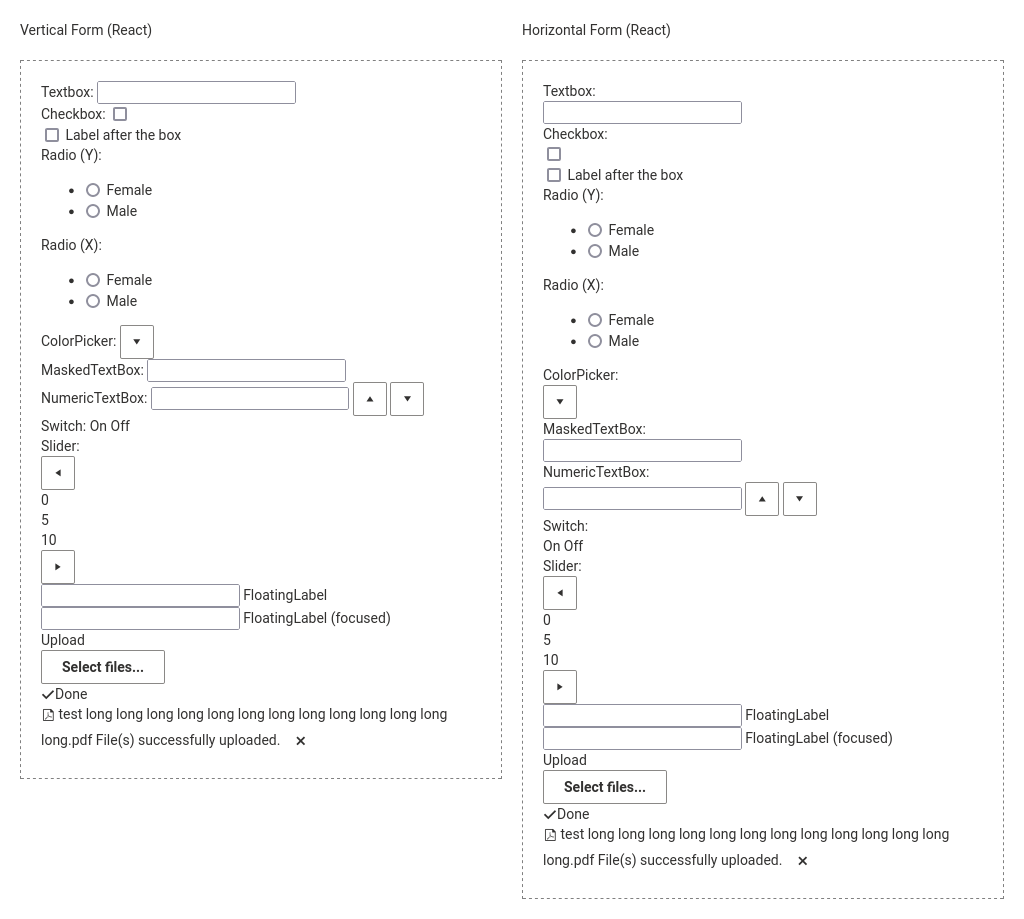 Vertical Form (React)
Textbox:
Checkbox:
Label after the box
Radio (Y):
Female
Male
Radio (X):
Female
Male
ColorPicker:
MaskedTextBox:
NumericTextBox:
Switch: On Off
Slider:
0
5
10
FloatingLabel
FloatingLabel (focused)
Upload
Select files...
Done
test long long long long long long long long long long long long
long.pdf File(s) successfully uploaded.
Horizontal Form (React)
Textbox:
Checkbox:
Label after the box
Radio (Y):
Female
Male
Radio (X):
Female
Male
ColorPicker:
MaskedTextBox:
NumericTextBox:
Switch:
On Off
Slider:
0
5
10
FloatingLabel
FloatingLabel (focused)
Upload
Select files...
Done
test long long long long long long long long long long long long
long.pdf File(s) successfully uploaded.